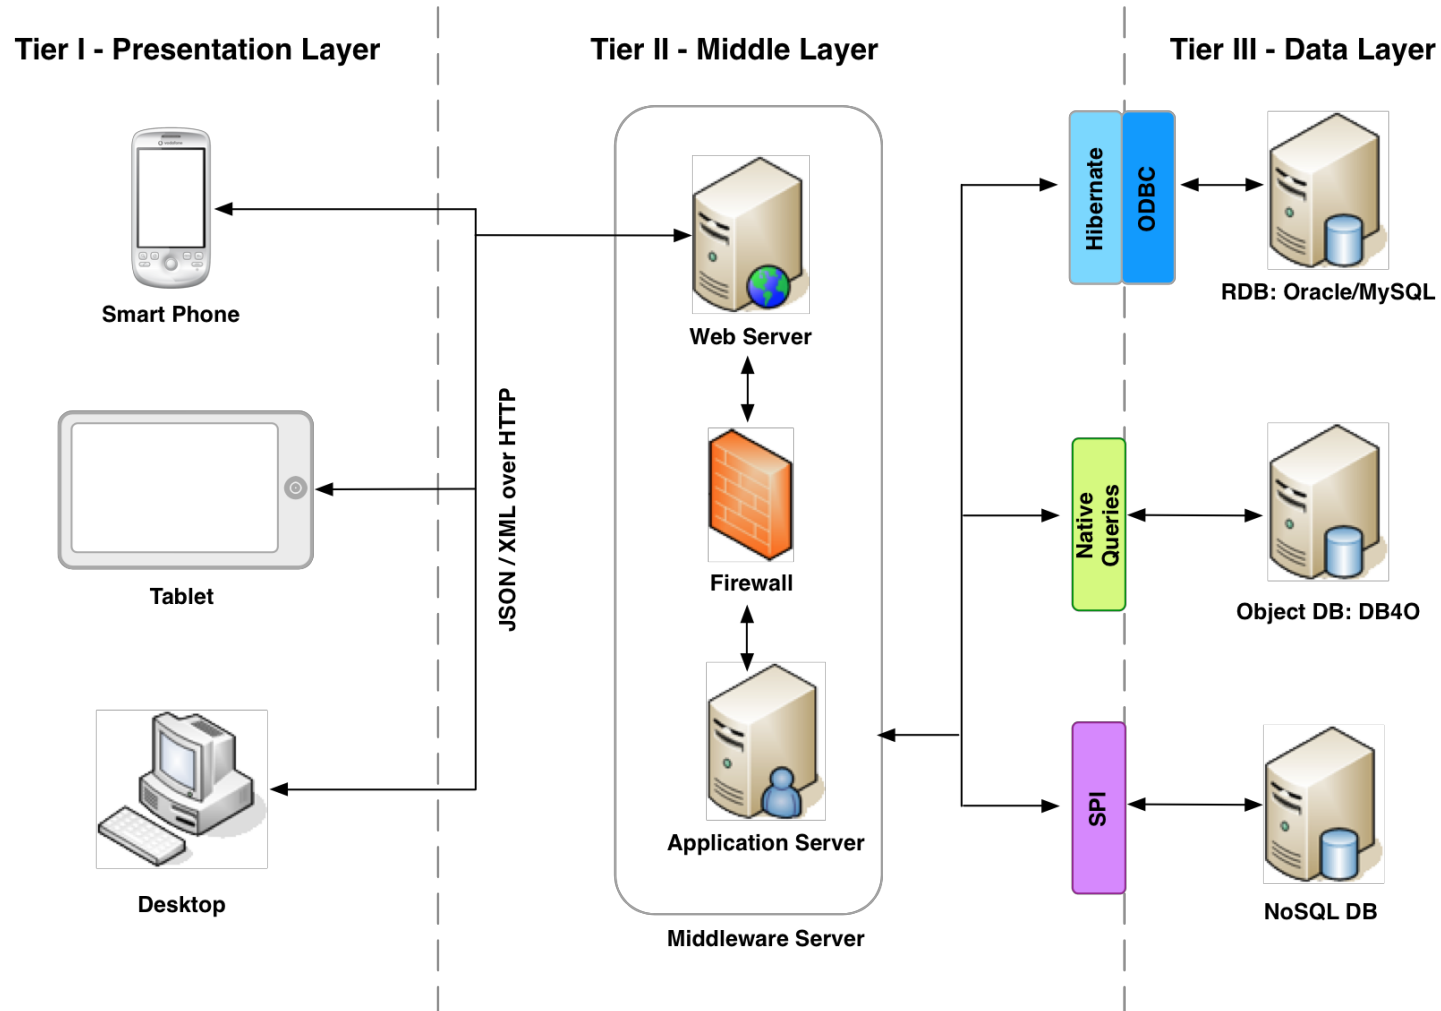 Tier I - Presentation Layer
Tier II - Middle Layer
Tier III - Data Layer
Smart Phone
Tablet
Desktop
JSON / XML over HTTP
Web Server
Firewall
Application Server
Middleware Server
Hibernate
ODBC
Native
Queries
SPI
RDB: Oracle/MySQL
Object DB: DB4O
NoSQL DB